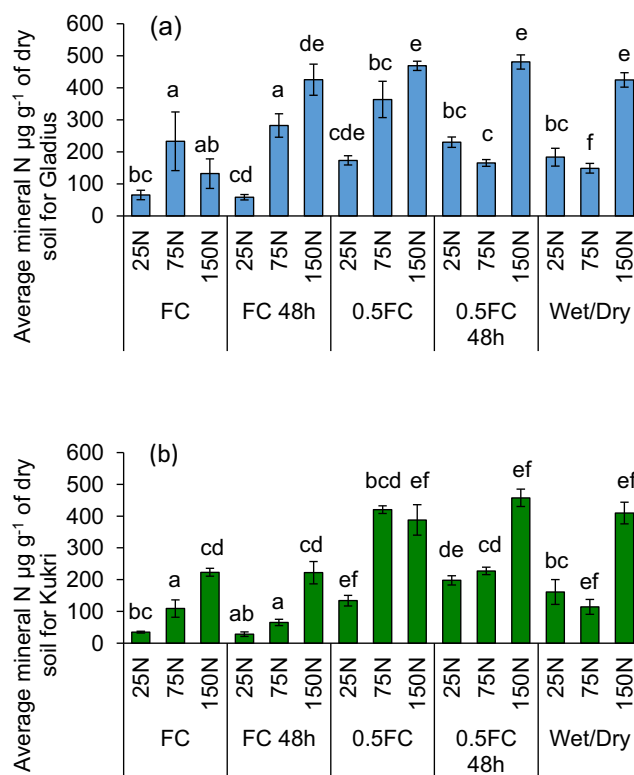 Average mineral N µg g⁻¹ of dry
soil for Gladius
(a)
600
500
400
300
200
100
0
bc a ab cd a de cde bc e bc c e bc f e
25N 75N 150N 25N 75N 150N 25N 75N 150N 25N 75N 150N 25N 75N 150N
FC FC 48h 0.5FC 0.5FC Wet/Dry
48h
Average mineral N µg g⁻¹ of dry
soil for Kukri
(b)
600
500
400
300
200
100
0
bc a cd ab a cd ef bcd ef de cd ef bc ef ef
25N 75N 150N 25N 75N 150N 25N 75N 150N 25N 75N 150N 25N 75N 150N
FC FC 48h 0.5FC 0.5FC Wet/Dry
48h